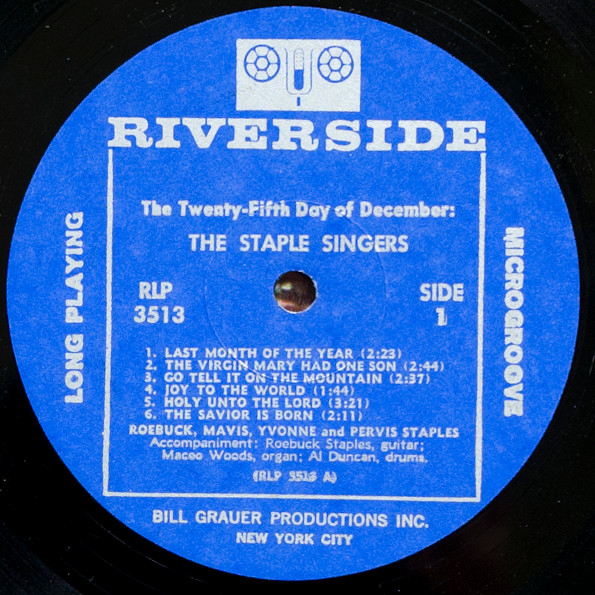 RIVERSIDE
The Twenty-Fifth Day of December:
THE STAPLE SINGERS
LONG PLAYING
MICROGROOVE
RLP
3513
SIDE
1
1. LAST MONTH OF THE YEAR (2:23)
2. THE VIRGIN MARY HAD ONE SON (2:44)
3. GO TELL IT ON THE MOUNTAIN (2:37)
4. JOY TO THE WORLD (1:44)
5. HOLY UNTO THE LORD (3:21)
6. THE SAVIOR IS BORN (2:11)
ROEBUCK, MAVIS, YVONNE and PERVIS STAPLES
Accompaniment: Roebuck Staples, guitar;
Maceo Woods, organ; Al Duncan, drums.
(RLP 3513 A)
BILL GRAUER PRODUCTIONS INC.
NEW YORK CITY